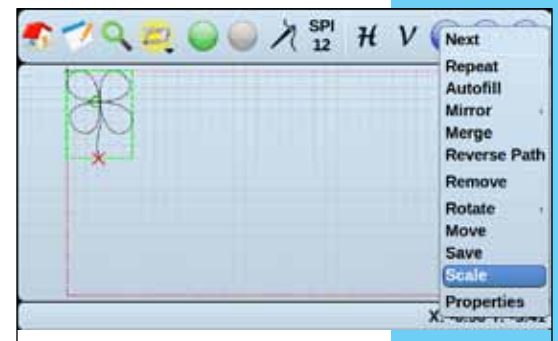 SPI
12
H V
Next
Repeat
Autofill
Mirror
Merge
Reverse Path
Remove
Rotate
Move
Save
Scale
Properties
X: